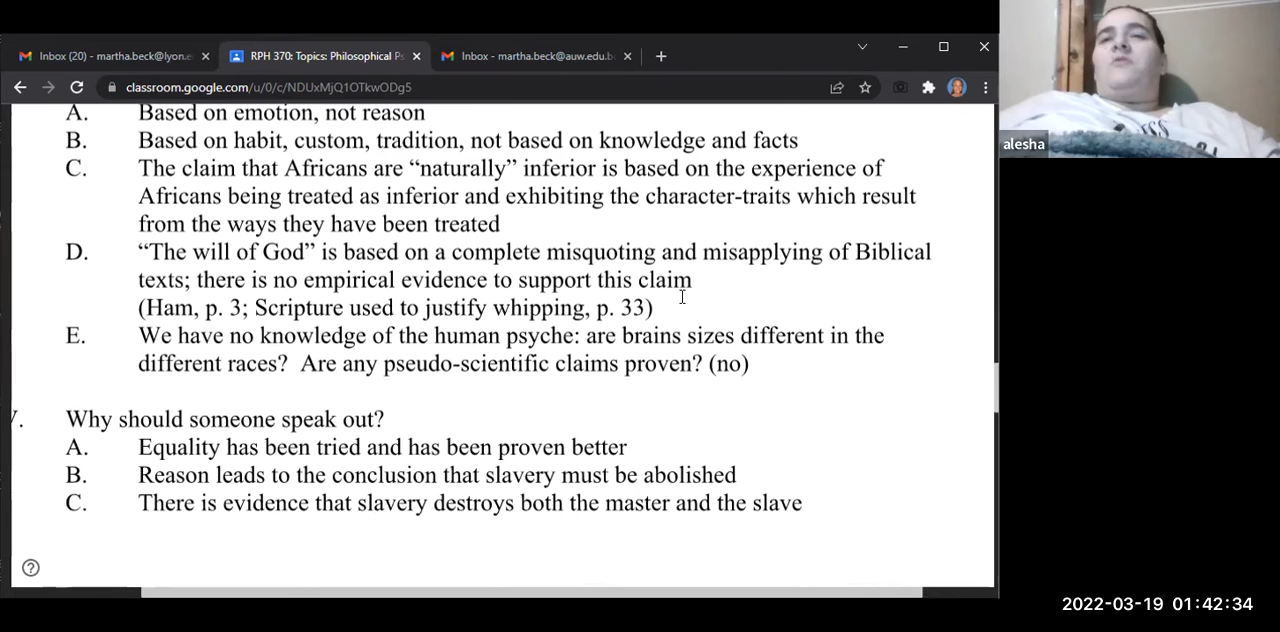 Inbox (20) - martha.beck@lyon.e
RPH 370: Topics: Philosophical Ps
Inbox - martha.beck@auw.edu.b
classroom.google.com/u/0/c/NDUxMjQ1OTkwODg5
A. Based on emotion, not reason
B. Based on habit, custom, tradition, not based on knowledge and facts
C. The claim that Africans are “naturally” inferior is based on the experience of
Africans being treated as inferior and exhibiting the character-traits which result
from the ways they have been treated
D. “The will of God” is based on a complete misquoting and misapplying of Biblical
texts; there is no empirical evidence to support this claim
(Ham, p. 3; Scripture used to justify whipping, p. 33)
E. We have no knowledge of the human psyche: are brains sizes different in the
different races? Are any pseudo-scientific claims proven? (no)
Why should someone speak out?
A. Equality has been tried and has been proven better
B. Reason leads to the conclusion that slavery must be abolished
C. There is evidence that slavery destroys both the master and the slave
alesha
2022-03-19 01:42:34